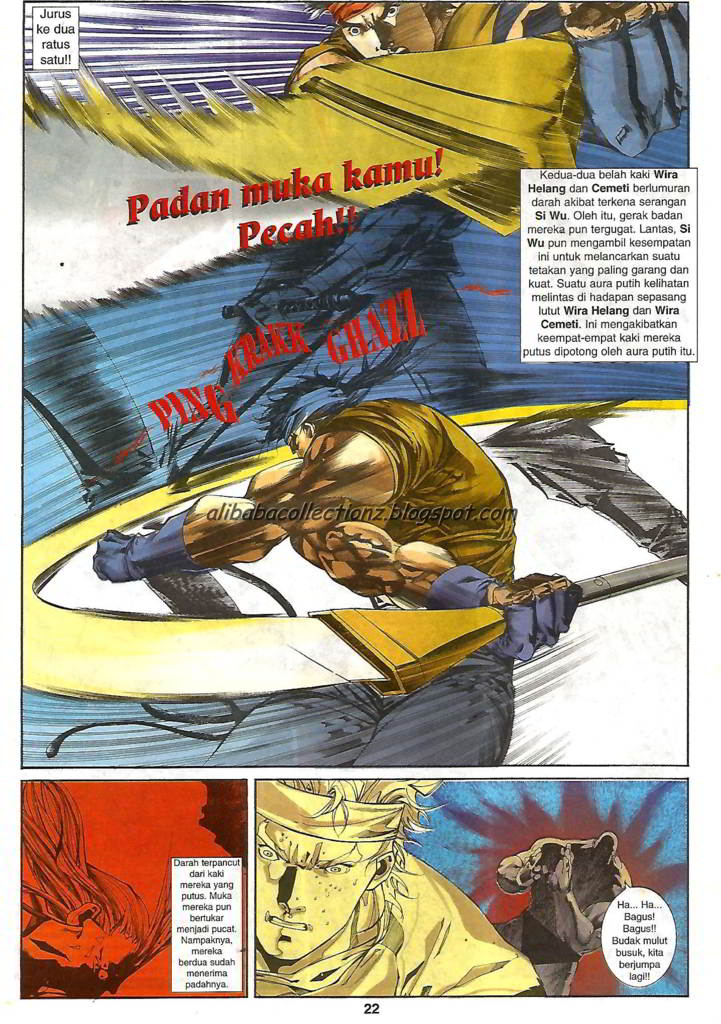 Jurus
ke dua
ratus
satu!!
Padan muka kamu!
Pecah!!
Kedua-dua belah kaki Wira
Helang dan Cemeti berlumuran
darah akibat terkena serangan
Si Wu. Oleh itu, gerak badan
mereka pun tergugat. Lantas, Si
Wu pun mengambil kesempatan
ini untuk melancarkan suatu
tetakan yang paling garang dan
kuat. Suatu aura putih kelihatan
melintas di hadapan sepasang
lutut Wira Helang dan Wira
Cemeti. Ini mengakibatkan
keempat-empat kaki mereka
putus dipotong oleh aura putih itu.
PING
KRAKK
GHAZZ
alibabacollectionz.blogspot.com
Darah terpancut
dari kaki
mereka yang
putus. Muka
mereka pun
bertukar
menjadi pucat.
Nampaknya,
mereka
berdua sudah
menerima
padahnya.
Ha... Ha...
Bagus!
Bagus!!
Budak mulut
busuk, kita
berjumpa
lagi!!
22